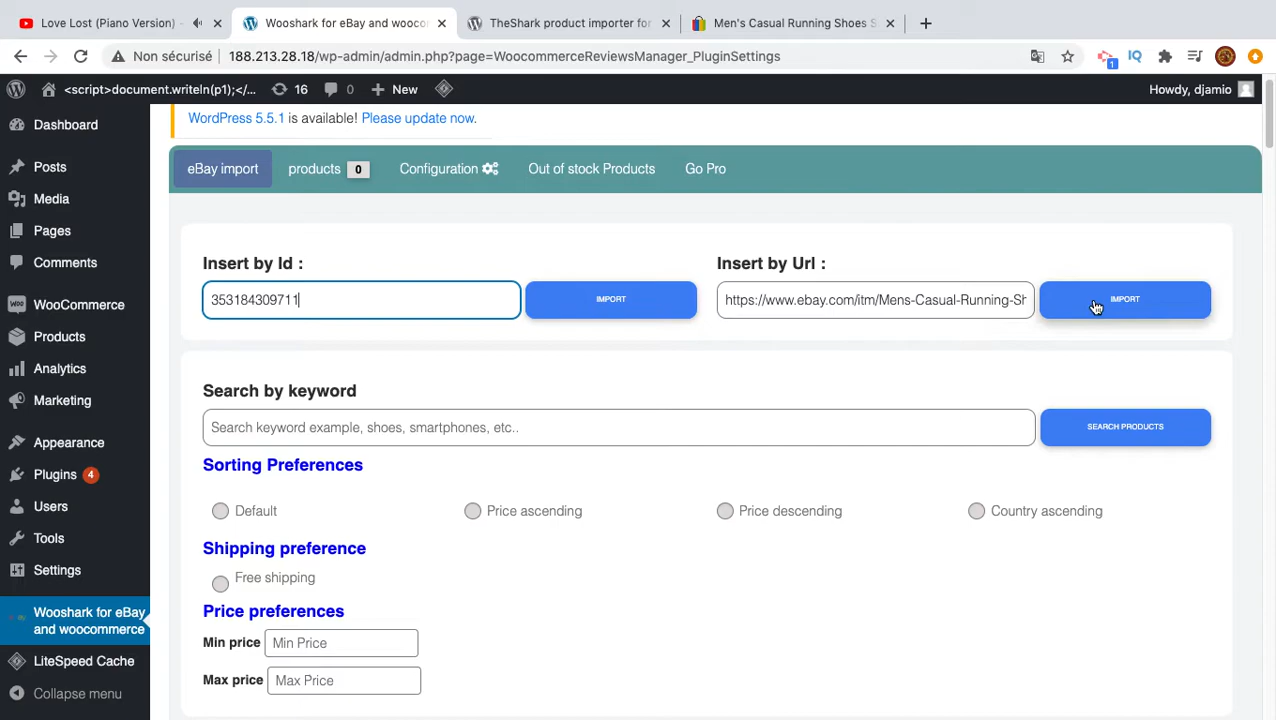 Love Lost (Piano Version)
Wooshark for eBay and wooco
TheShark product importer for
Men's Casual Running Shoes S
Non sécurisé
188.213.28.18/wp-admin/admin.php?page=WoocommerceReviewsManager_PluginSettings
1
<script>document.writeln(p1);</...
16
0
New
Howdy, djamio
WordPress 5.5.1 is available! Please update now.
Dashboard
Posts
Media
Pages
Comments
WooCommerce
Products
Analytics
Marketing
Appearance
Plugins 4
Users
Tools
Settings
Wooshark for eBay
and woocommerce
LiteSpeed Cache
Collapse menu
eBay import
products 0
Configuration
Out of stock Products
Go Pro
Insert by Id :
353184309711
IMPORT
Insert by Url :
https://www.ebay.com/itm/Mens-Casual-Running-Sh
IMPORT
Search by keyword
Search keyword example, shoes, smartphones, etc..
SEARCH PRODUCTS
Sorting Preferences
Default
Price ascending
Price descending
Country ascending
Shipping preference
Free shipping
Price preferences
Min price Min Price
Max price Max Price